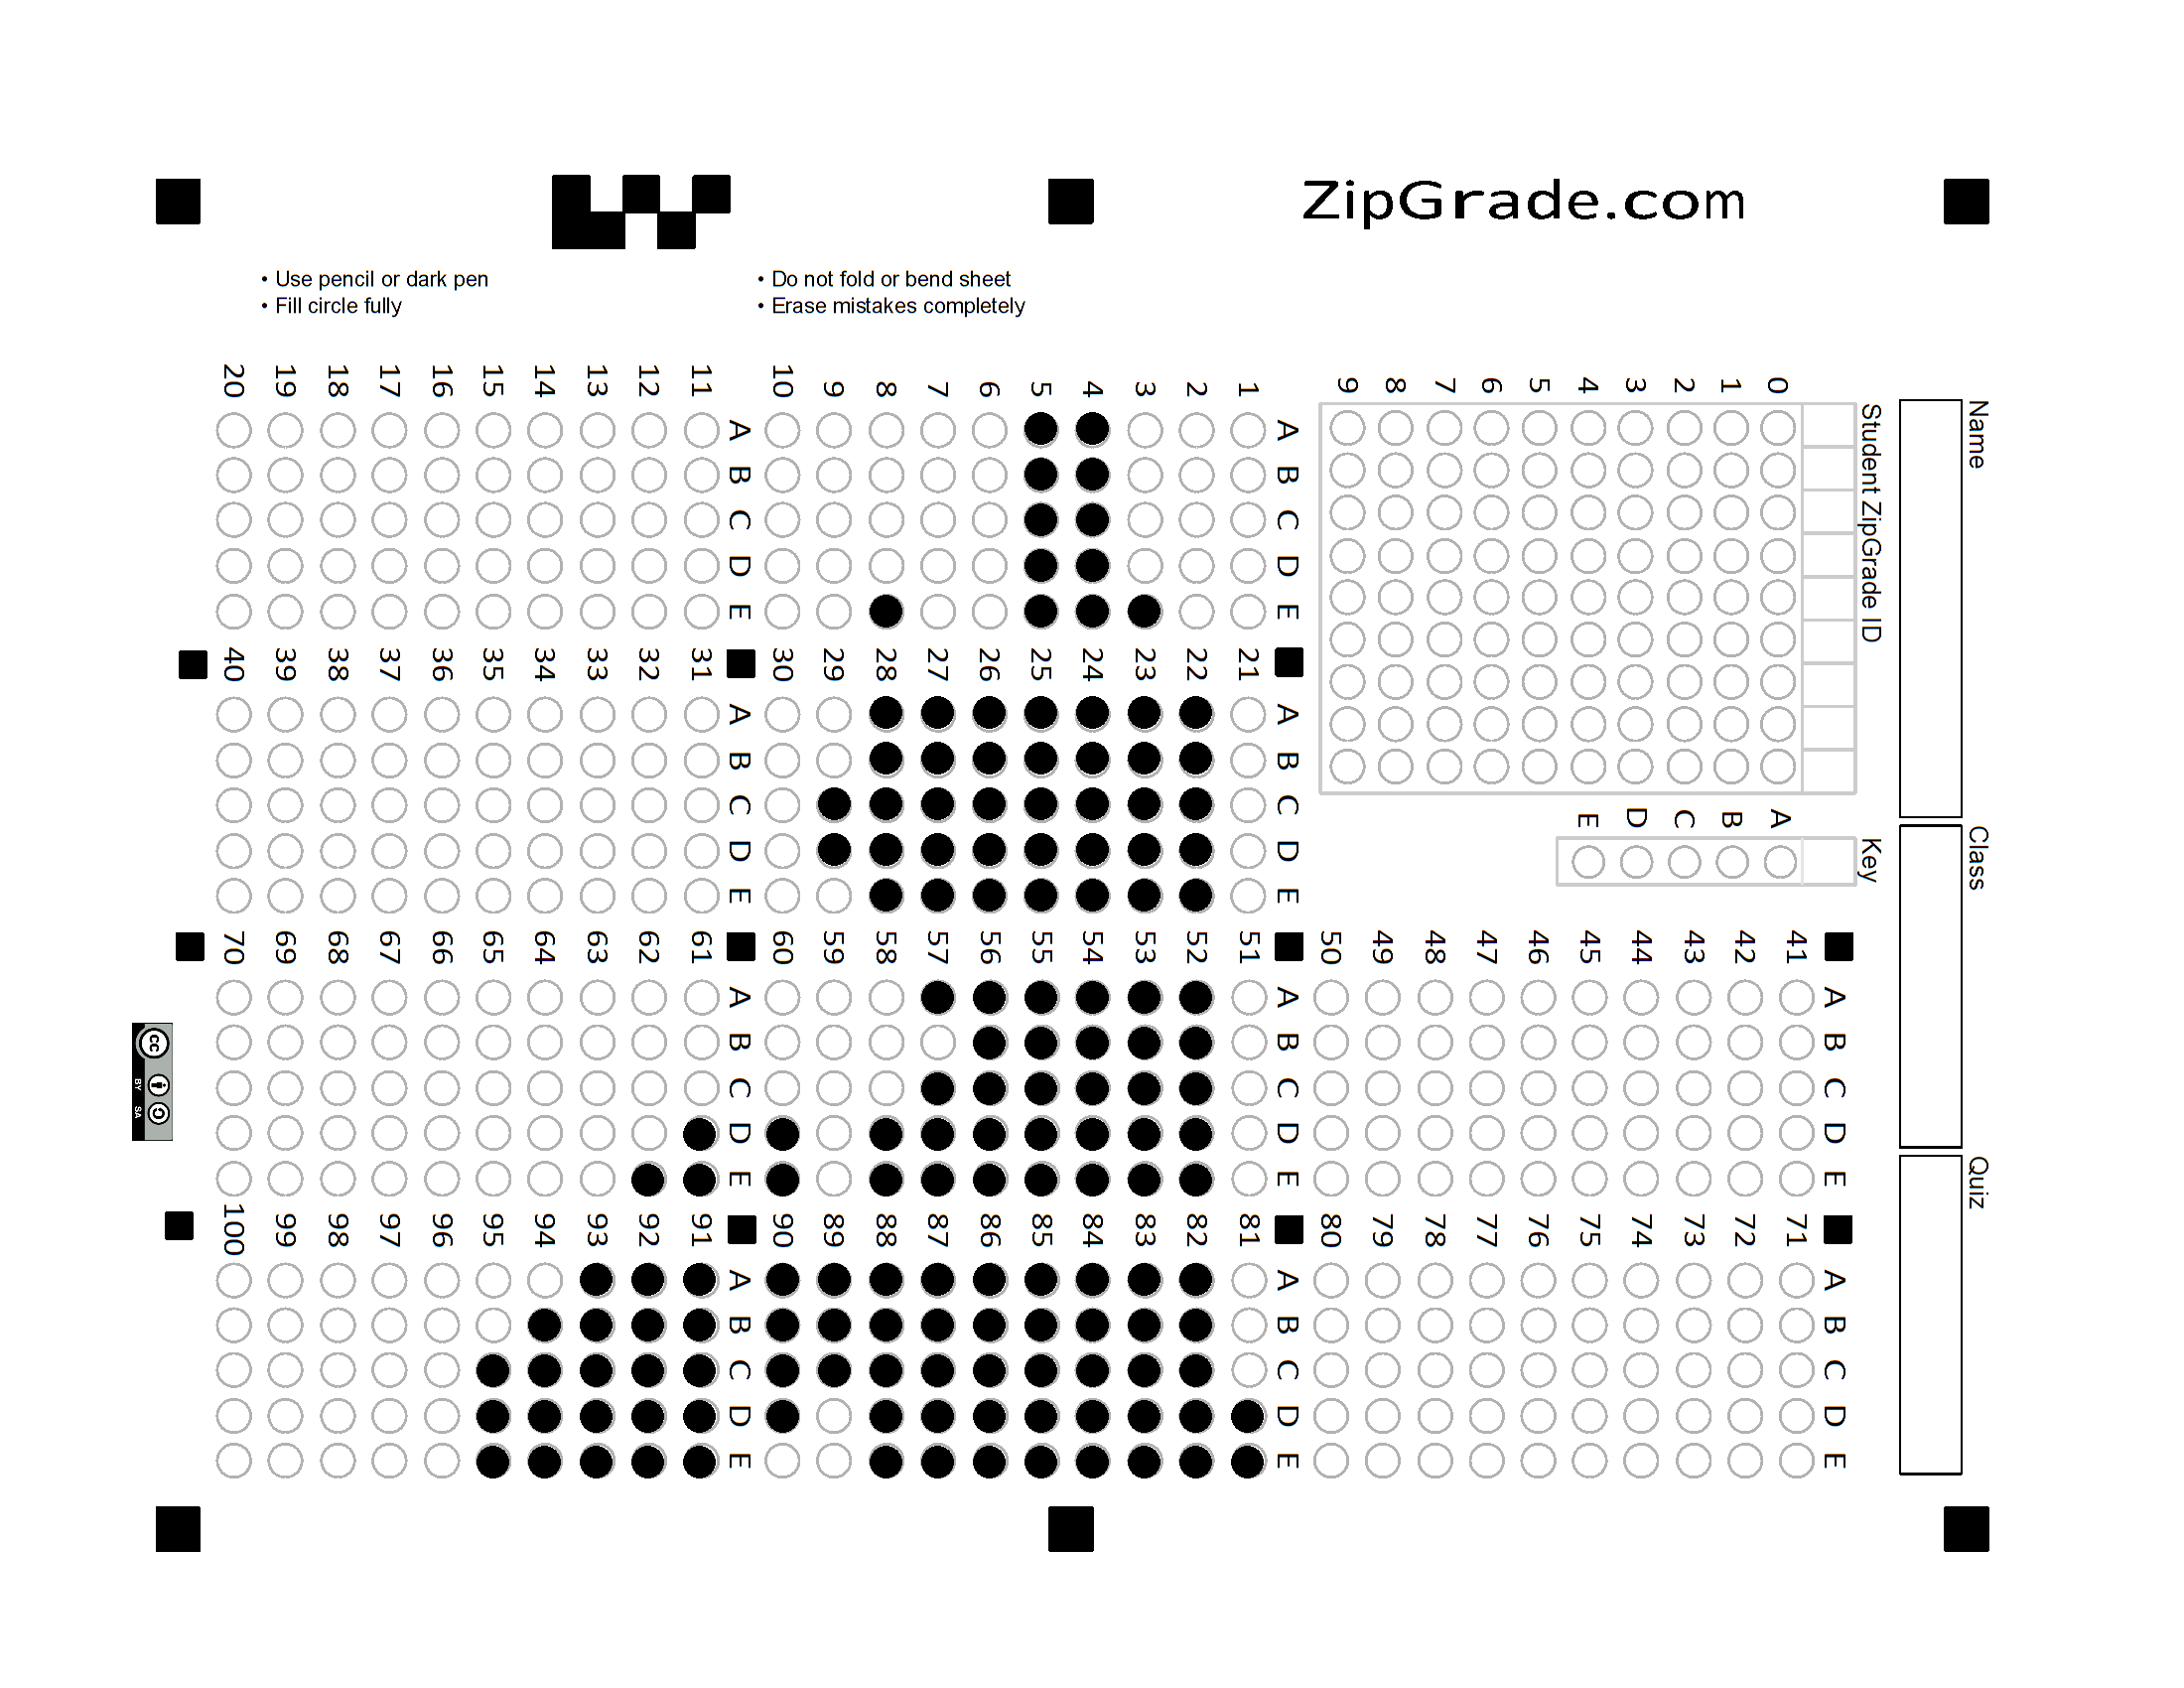 ZipGrade.com
• Use pencil or dark pen
• Fill circle fully
• Do not fold or bend sheet
• Erase mistakes completely
Name
Class
Quiz
Student ZipGrade ID
0 1 2 3 4 5 6 7 8 9
Key
A B C D E
1 2 3 4 5 6 7 8 9 10
A B C D E
11 12 13 14 15 16 17 18 19 20
A B C D E
21 22 23 24 25 26 27 28 29 30
A B C D E
31 32 33 34 35 36 37 38 39 40
A B C D E
41 42 43 44 45 46 47 48 49 50
A B C D E
51 52 53 54 55 56 57 58 59 60
A B C D E
61 62 63 64 65 66 67 68 69 70
A B C D E
71 72 73 74 75 76 77 78 79 80
A B C D E
81 82 83 84 85 86 87 88 89 90
A B C D E
91 92 93 94 95 96 97 98 99 100
A B C D E
cc
BY SA